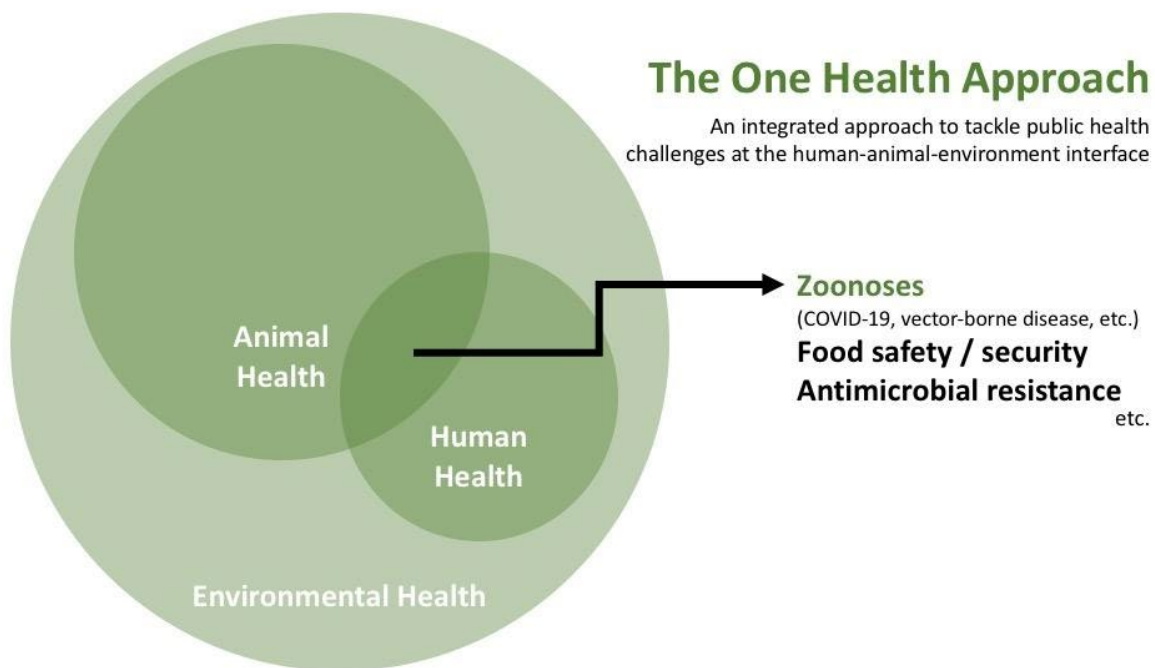 The One Health Approach
An integrated approach to tackle public health
challenges at the human-animal-environment interface
Zoonoses
(COVID-19, vector-borne disease, etc.)
Food safety / security
Antimicrobial resistance
etc.
Animal
Health
Human
Health
Environmental Health